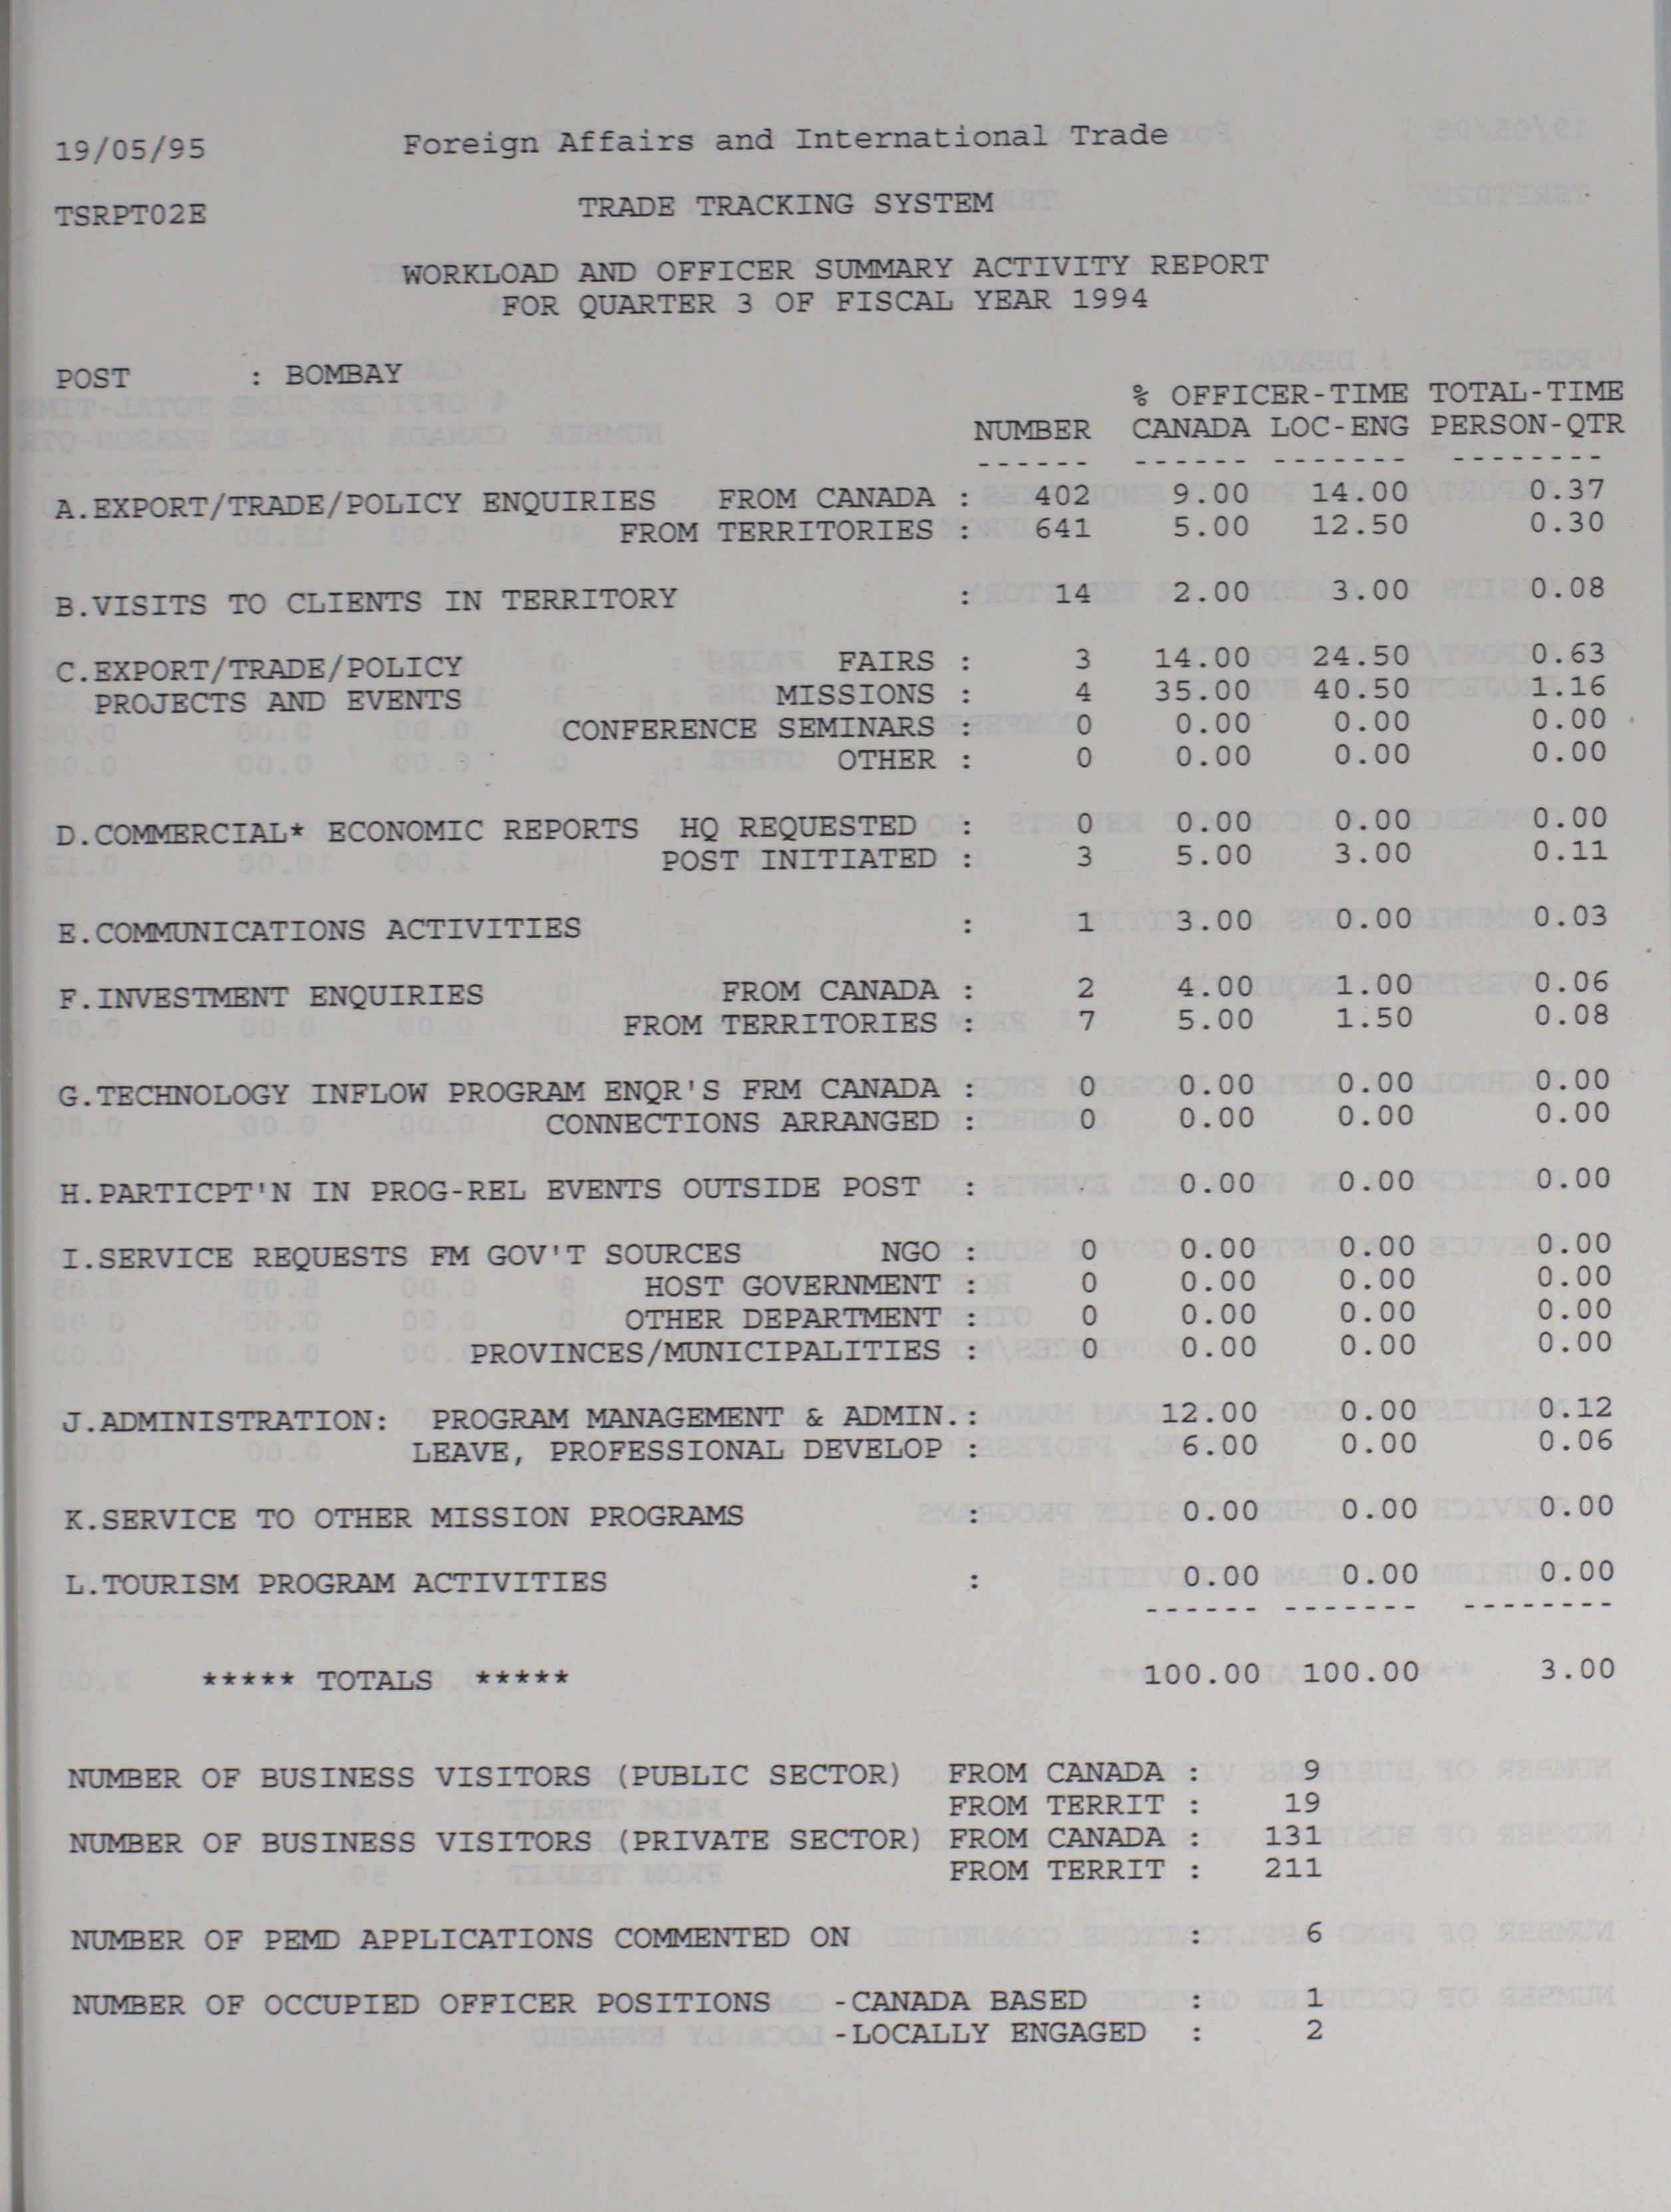 19/05/95 Foreign Affairs and International Trade
TSRPT02E TRADE TRACKING SYSTEM
WORKLOAD AND OFFICER SUMMARY ACTIVITY REPORT
FOR QUARTER 3 OF FISCAL YEAR 1994
POST : BOMBAY
% OFFICER-TIME TOTAL-TIME
NUMBER CANADA LOC-ENG PERSON-QTR
------ ------ ------- --------
A.EXPORT/TRADE/POLICY ENQUIRIES FROM CANADA : 402 9.00 14.00 0.37
FROM TERRITORIES : 641 5.00 12.50 0.30
B.VISITS TO CLIENTS IN TERRITORY : 14 2.00 3.00 0.08
C.EXPORT/TRADE/POLICY FAIRS : 3 14.00 24.50 0.63
PROJECTS AND EVENTS MISSIONS : 4 35.00 40.50 1.16
CONFERENCE SEMINARS : 0 0.00 0.00 0.00
OTHER : 0 0.00 0.00 0.00
D.COMMERCIAL* ECONOMIC REPORTS HQ REQUESTED : 0 0.00 0.00 0.00
POST INITIATED : 3 5.00 3.00 0.11
E.COMMUNICATIONS ACTIVITIES : 1 3.00 0.00 0.03
F.INVESTMENT ENQUIRIES FROM CANADA : 2 4.00 1.00 0.06
FROM TERRITORIES : 7 5.00 1.50 0.08
G.TECHNOLOGY INFLOW PROGRAM ENQR'S FRM CANADA : 0 0.00 0.00 0.00
CONNECTIONS ARRANGED : 0 0.00 0.00 0.00
H.PARTICPT'N IN PROG-REL EVENTS OUTSIDE POST : 0.00 0.00 0.00
I.SERVICE REQUESTS FM GOV'T SOURCES NGO : 0 0.00 0.00 0.00
HOST GOVERNMENT : 0 0.00 0.00 0.00
OTHER DEPARTMENT : 0 0.00 0.00 0.00
PROVINCES/MUNICIPALITIES : 0 0.00 0.00 0.00
J.ADMINISTRATION: PROGRAM MANAGEMENT & ADMIN.: 12.00 0.00 0.12
LEAVE, PROFESSIONAL DEVELOP : 6.00 0.00 0.06
K.SERVICE TO OTHER MISSION PROGRAMS : 0.00 0.00 0.00
L.TOURISM PROGRAM ACTIVITIES : 0.00 0.00 0.00
------ ------- --------
***** TOTALS ***** 100.00 100.00 3.00
NUMBER OF BUSINESS VISITORS (PUBLIC SECTOR) FROM CANADA : 9
FROM TERRIT : 19
NUMBER OF BUSINESS VISITORS (PRIVATE SECTOR) FROM CANADA : 131
FROM TERRIT : 211
NUMBER OF PEMD APPLICATIONS COMMENTED ON : 6
NUMBER OF OCCUPIED OFFICER POSITIONS -CANADA BASED : 1
-LOCALLY ENGAGED : 2